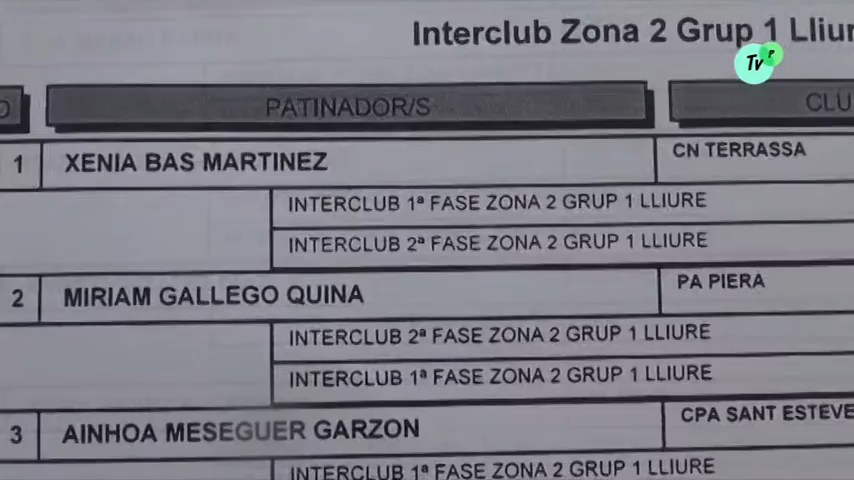 Interclub Zona 2 Grup 1
Tv P
PATINADOR/S
1 XENIA BAS MARTINEZ CN TERRASSA
INTERCLUB 1ª FASE ZONA 2 GRUP 1 LLIURE
INTERCLUB 2ª FASE ZONA 2 GRUP 1 LLIURE
2 MIRIAM GALLEGO QUINA PA PIERA
INTERCLUB 2ª FASE ZONA 2 GRUP 1 LLIURE
INTERCLUB 1ª FASE ZONA 2 GRUP 1 LLIURE
3 AINHOA MESEGUER GARZON CPA SANT ESTEVE
INTERCLUB 1ª FASE ZONA 2 GRUP 1 LLIURE